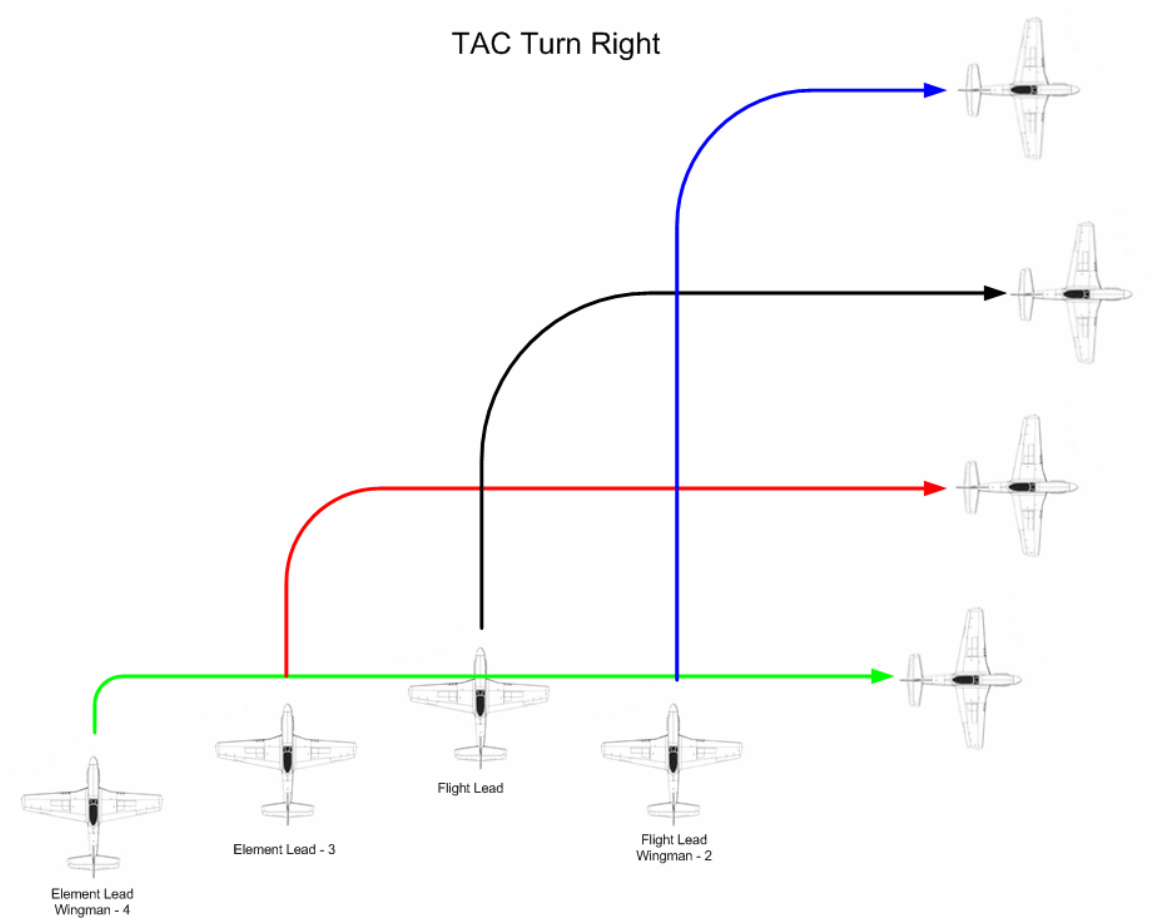 TAC Turn Right
Flight Lead
Flight Lead
Wingman - 2
Element Lead - 3
Element Lead
Wingman - 4